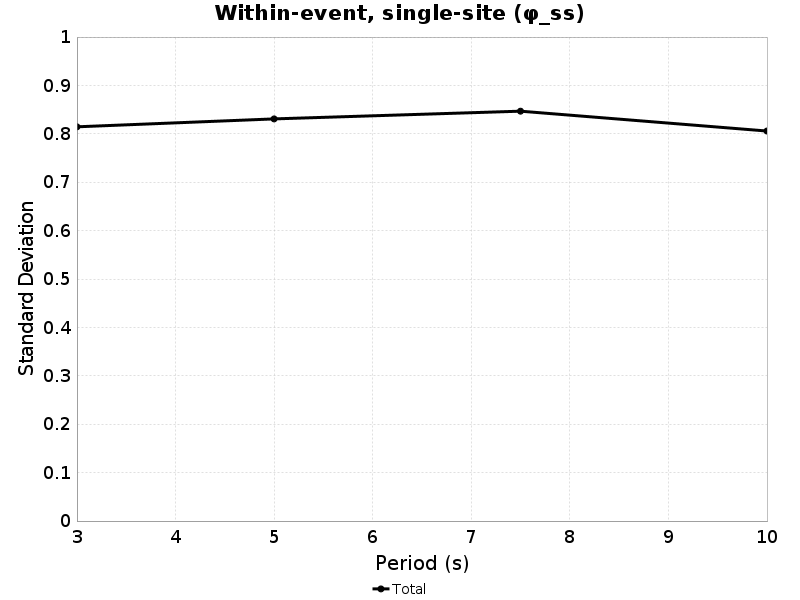 Within-event, single-site (φ_ss)
1
0.9
0.8
0.7
0.6
0.5
0.4
0.3
0.2
0.1
0
Standard Deviation
3 4 5 6 7 8 9 10
Period (s)
Total